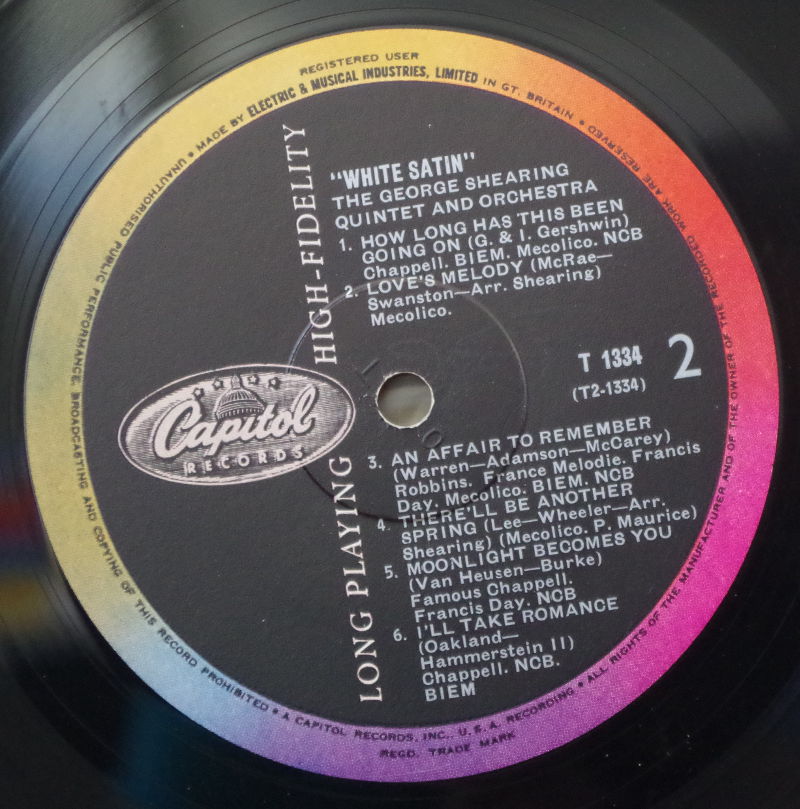 REGISTERED USER
UNAUTHORISED PUBLIC PERFORMANCE, BROADCASTING AND COPYING OF THIS RECORD PROHIBITED • A CAPITOL RECORDS, INC., U.S.A. RECORDING • ALL RIGHTS OF THE MANUFACTURER AND OF THE OWNER OF THE RECORDED WORK ARE RESERVED • MADE BY ELECTRIC & MUSICAL INDUSTRIES, LIMITED IN GT. BRITAIN •
REGD. TRADE MARK
LONG PLAYING HIGH-FIDELITY
Capitol
RECORDS
"WHITE SATIN"
THE GEORGE SHEARING
QUINTET AND ORCHESTRA
1. HOW LONG HAS THIS BEEN
GOING ON (G. & I. Gershwin)
Chappell. BIEM. Mecolico. NCB
2. LOVE'S MELODY (McRae—
Swanston—Arr. Shearing)
Mecolico.
T 1334
2
(T2-1334)
3. AN AFFAIR TO REMEMBER
(Warren—Adamson—McCarey)
Robbins. France Melodie. Francis
Day. Mecolico. BIEM. NCB
4. THERE'LL BE ANOTHER
SPRING (Lee—Wheeler—Arr.
Shearing) (Mecolico. P. Maurice)
5. MOONLIGHT BECOMES YOU
(Van Heusen—Burke)
Famous Chappell.
Francis Day. NCB
6. I'LL TAKE ROMANCE
(Oakland—
Hammerstein II)
Chappell. NCB.
BIEM